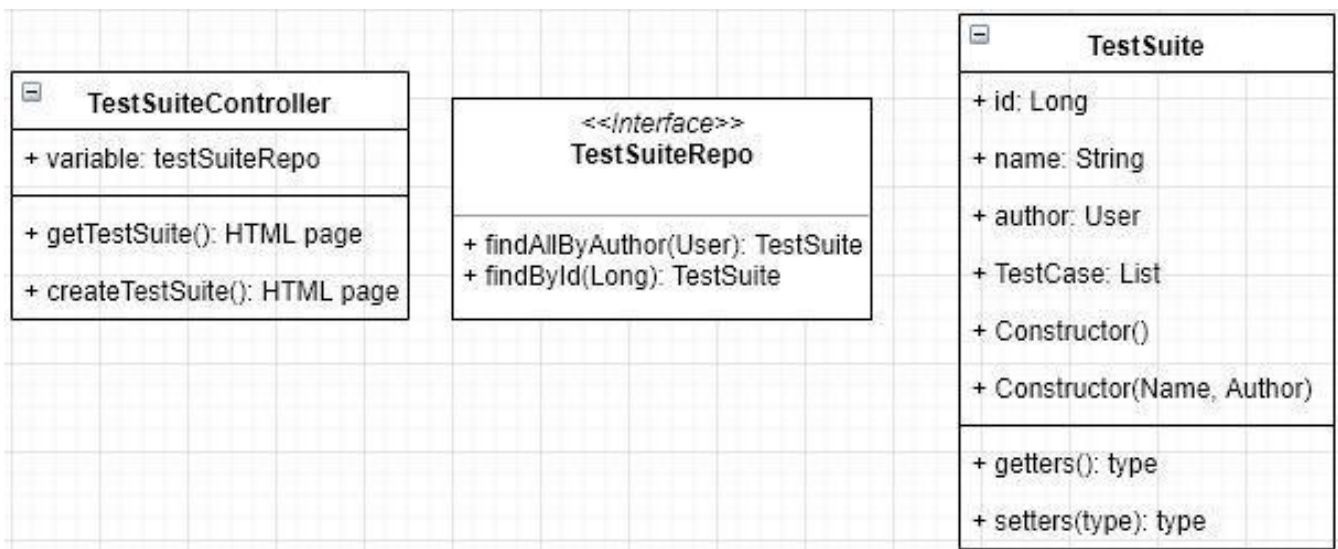 TestSuiteController
+ variable: testSuiteRepo
+ getTestSuite(): HTML page
+ createTestSuite(): HTML page
<<Interface>>
TestSuiteRepo
+ findAllByAuthor(User): TestSuite
+ findById(Long): TestSuite
TestSuite
+ id: Long
+ name: String
+ author: User
+ TestCase: List
+ Constructor()
+ Constructor(Name, Author)
+ getters(): type
+ setters(type): type